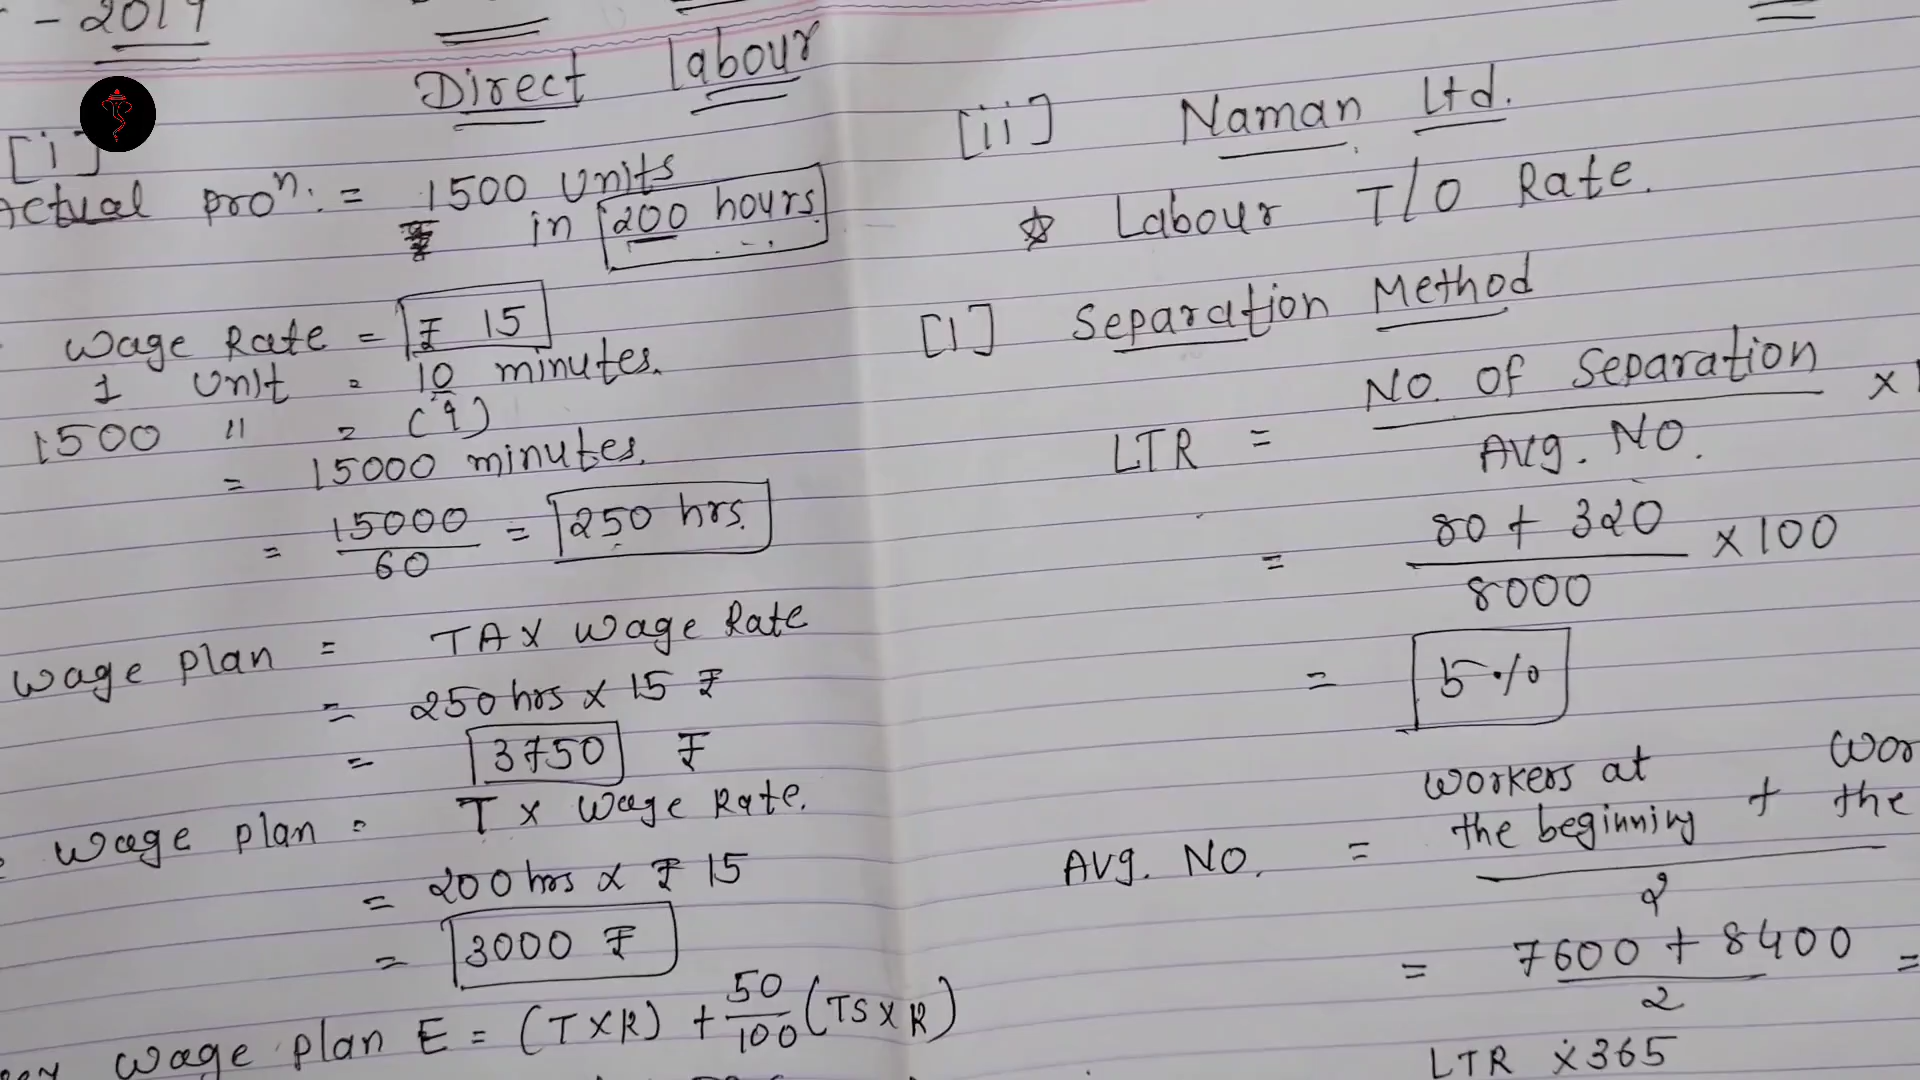 - 2019
Direct Labour
[i]
Actual pro^n. = 1500 Units
in 200 hours.
Wage Rate = ₹ 15
1 Unit = 10 minutes.
1500 " = (?)
= 15000 minutes.
= 15000/60 = 250 hrs.
wage plan = TA X Wage Rate
= 250 hrs x 15 ₹
= 3750 ₹
wage plan = T x Wage Rate.
= 200 hrs x ₹ 15
= 3000 ₹
wage plan E = (TXR) + 50/100 (TS X R)
[ii] Naman Ltd.
☆ Labour T/O Rate.
[1] Separation Method
LTR = No. Of Separation / Avg. No. x
= 80 + 320 / 8000 x 100
= 5 %
Avg. No. = workers at the beginning + the / 2
= 7600 + 8400 / 2 =
LTR x 365